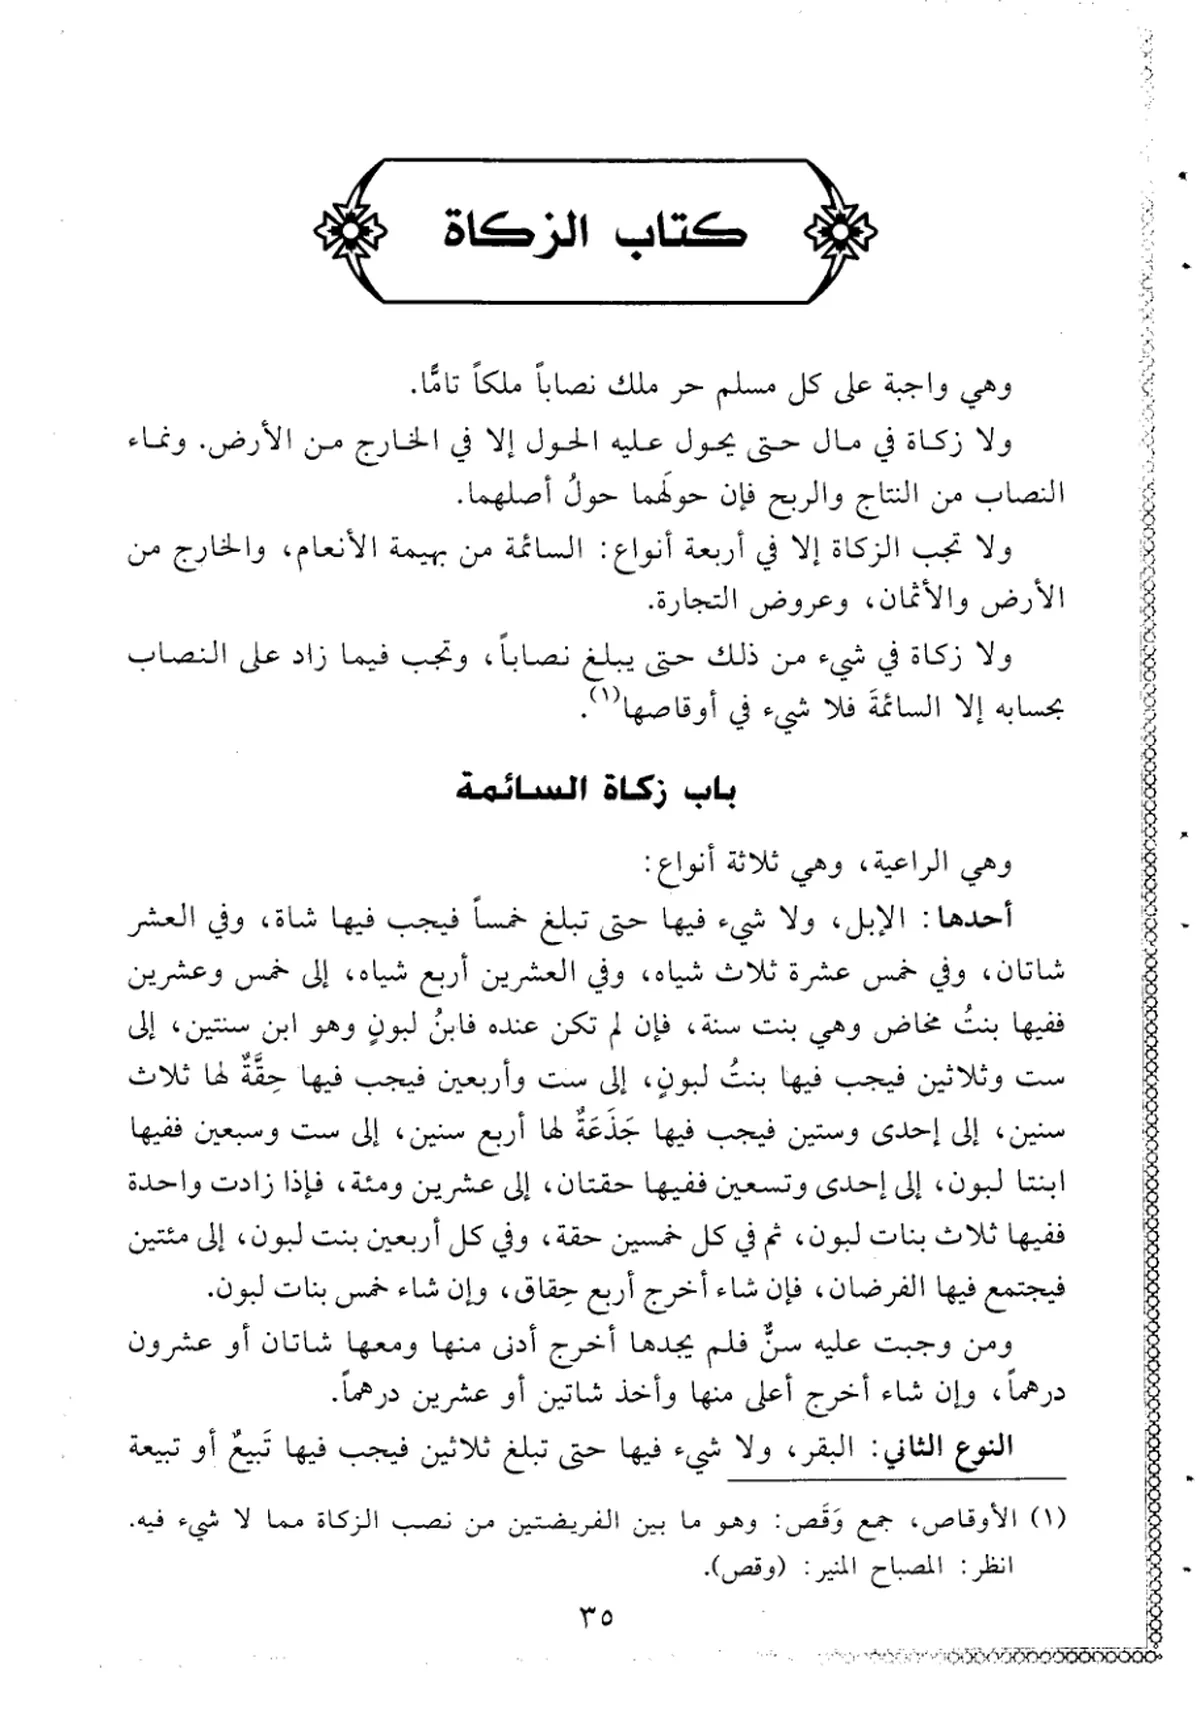 كتاب الزكاة
وهي واجبة على كل مسلم حر ملك نصاباً ملكاً تامًّا.
ولا زكاة في مال حتى يحول عليه الحول إلا في الخارج من الأرض. ونماء
النصاب من النتاج والربح فإن حولَهما حولُ أصلهما.
ولا تجب الزكاة إلا في أربعة أنواع: السائمة من بهيمة الأنعام، والخارج من
الأرض والأثمان، وعروض التجارة.
ولا زكاة في شيء من ذلك حتى يبلغ نصاباً، وتجب فيما زاد على النصاب
بحسابه إلا السائمةَ فلا شيء في أوقاصها(١).
باب زكاة السائمة
وهي الراعية، وهي ثلاثة أنواع:
أحدها: الإبل، ولا شيء فيها حتى تبلغ خمساً فيجب فيها شاة، وفي العشر
شاتان، وفي خمس عشرة ثلاث شياه، وفي العشرين أربع شياه، إلى خمس وعشرين
ففيها بنتُ مخاض وهي بنت سنة، فإن لم تكن عنده فابنُ لبونٍ وهو ابن سنتين، إلى
ست وثلاثين فيجب فيها بنتُ لبونٍ، إلى ست وأربعين فيجب فيها حِقَّةٌ لها ثلاث
سنين، إلى إحدى وستين فيجب فيها جَذَعَةٌ لها أربع سنين، إلى ست وسبعين ففيها
ابنتا لبون، إلى إحدى وتسعين ففيها حقتان، إلى عشرين ومئة، فإذا زادت واحدة
ففيها ثلاث بنات لبون، ثم في كل خمسين حقة، وفي كل أربعين بنت لبون، إلى مئتين
فيجتمع فيها الفرضان، فإن شاء أخرج أربع حِقاق، وإن شاء خمس بنات لبون.
ومن وجبت عليه سنٌّ فلم يجدها أخرج أدنى منها ومعها شاتان أو عشرون
درهماً، وإن شاء أخرج أعلى منها وأخذ شاتين أو عشرين درهماً.
النوع الثاني: البقر، ولا شيء فيها حتى تبلغ ثلاثين فيجب فيها تَبيعٌ أو تبيعة
(١) الأوقاص، جمع وَقَص: وهو ما بين الفريضتين من نصب الزكاة مما لا شيء فيه.
انظر: المصباح المنير: (وقص).
٣٥